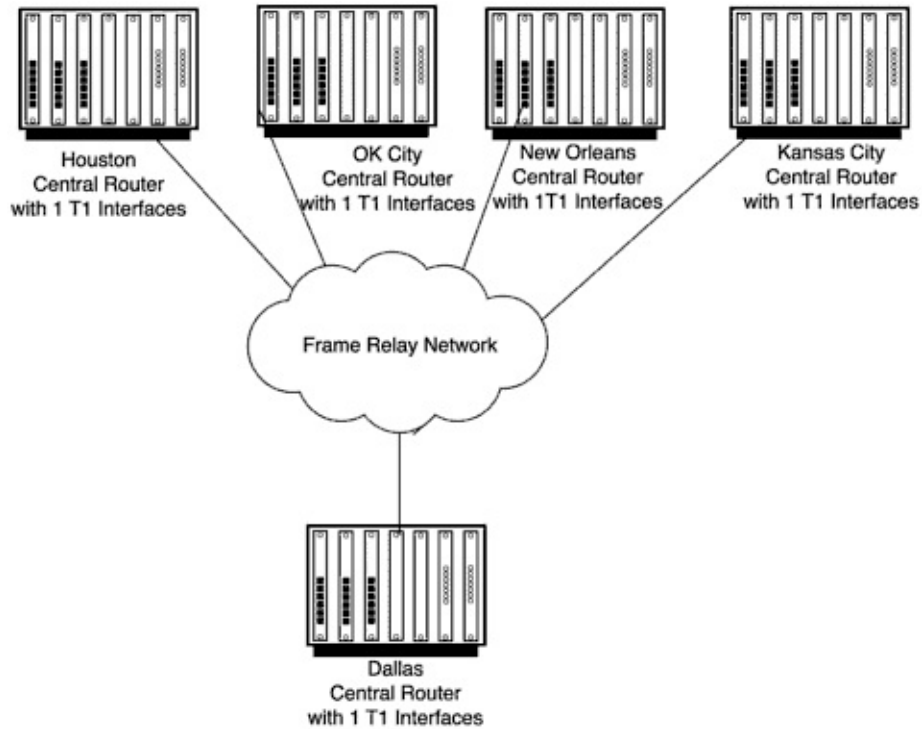 Houston
Central Router
with 1 T1 Interfaces
OK City
Central Router
with 1 T1 Interfaces
New Orleans
Central Router
with 1T1 Interfaces
Kansas City
Central Router
with 1 T1 Interfaces
Frame Relay Network
Dallas
Central Router
with 1 T1 Interfaces